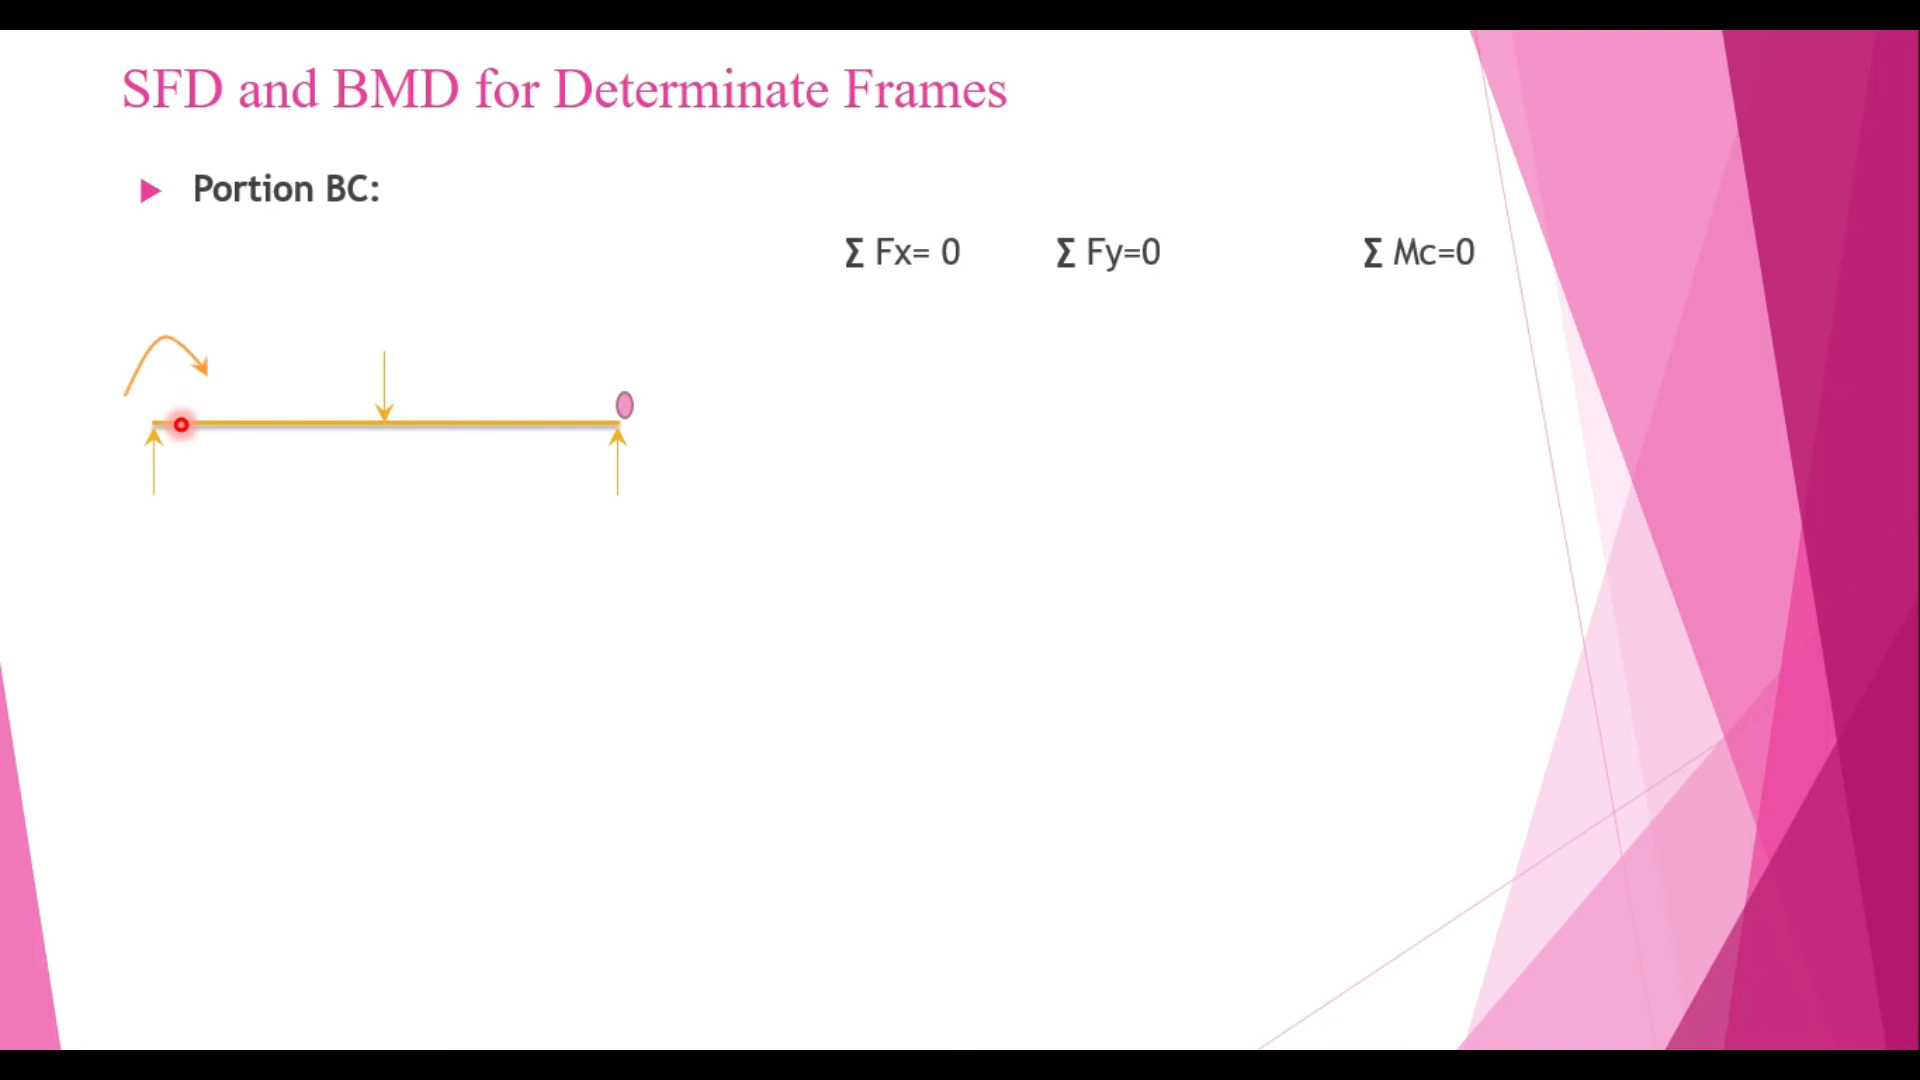 SFD and BMD for Determinate Frames
Portion BC:
Σ Fx= 0 Σ Fy=0 Σ Mc=0